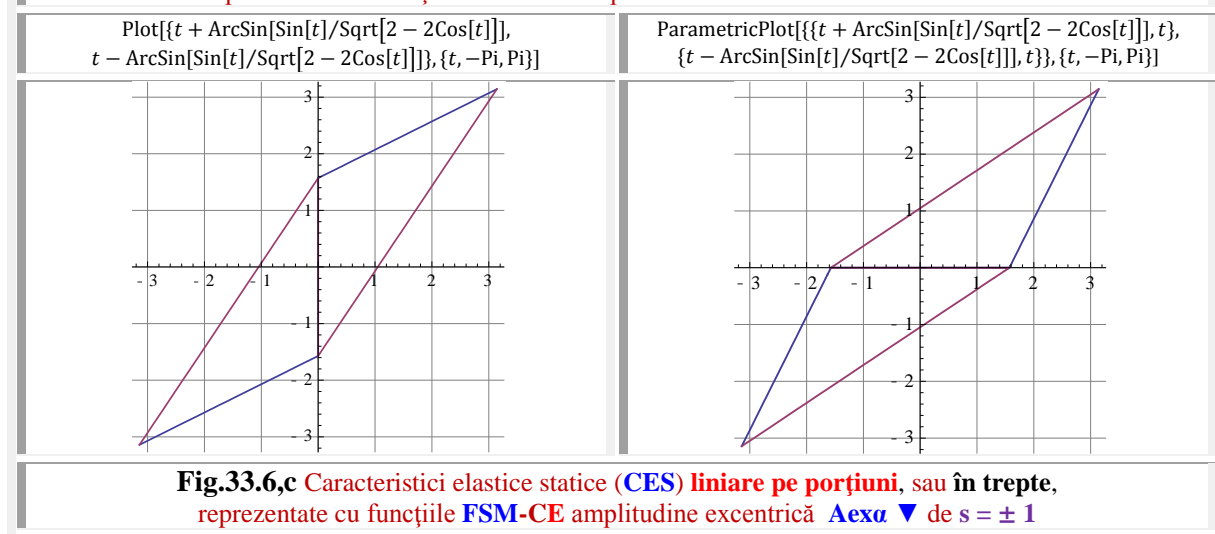 Plot[{t + ArcSin[Sin[t]/Sqrt[2 − 2Cos[t]]],
t − ArcSin[Sin[t]/Sqrt[2 − 2Cos[t]]]}, {t, −Pi, Pi}]
ParametricPlot[{{t + ArcSin[Sin[t]/Sqrt[2 − 2Cos[t]]], t},
{t − ArcSin[Sin[t]/Sqrt[2 − 2Cos[t]]], t}}, {t, −Pi, Pi}]
3
2
1
- 3 - 2 - 1 1 2 3
- 1
- 2
- 3
3
2
1
- 3 - 2 - 1 1 2 3
- 1
- 2
- 3
Fig.33.6,c Caracteristici elastice statice (CES) liniare pe porţiuni, sau în trepte,
reprezentate cu funcţiile FSM-CE amplitudine excentrică Aexα ▼ de s = ± 1